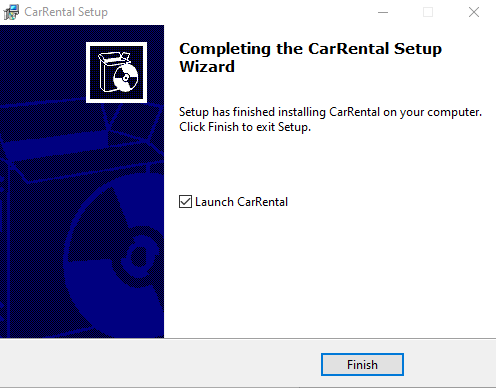 CarRental Setup
Completing the CarRental Setup
Wizard
Setup has finished installing CarRental on your computer.
Click Finish to exit Setup.
Launch CarRental
Finish